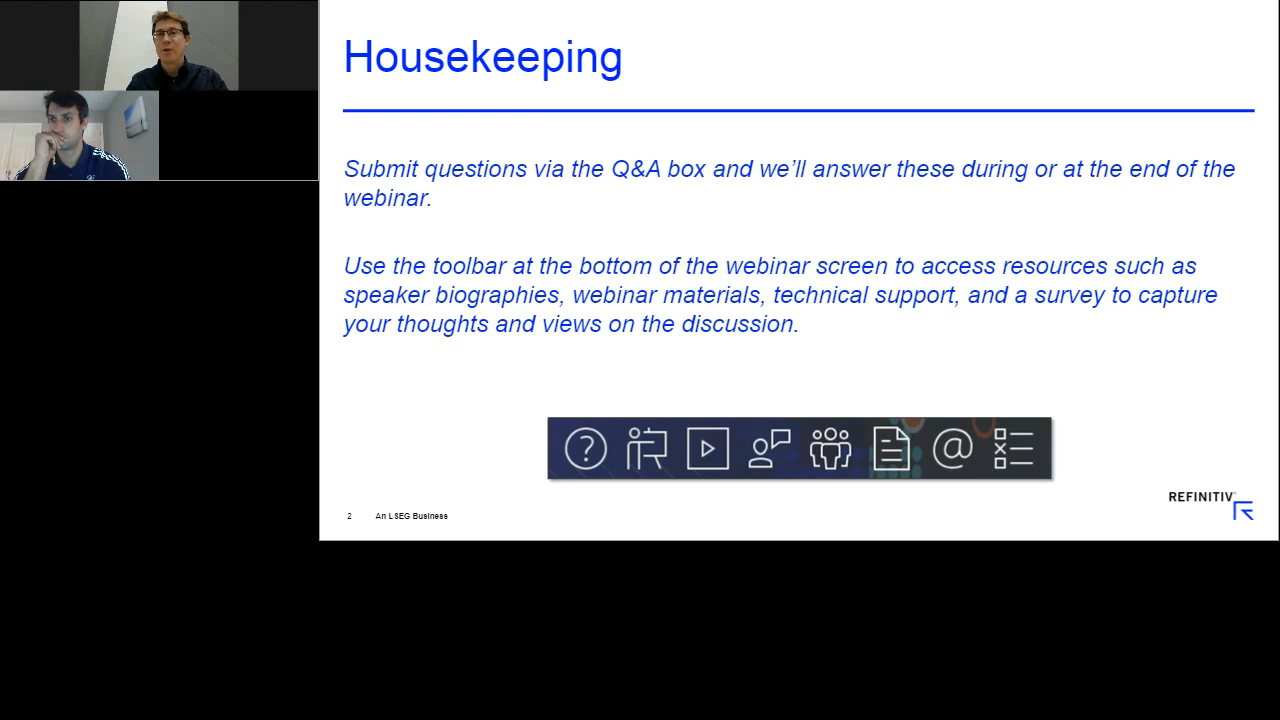 Housekeeping
Submit questions via the Q&A box and we’ll answer these during or at the end of the
webinar.
Use the toolbar at the bottom of the webinar screen to access resources such as
speaker biographies, webinar materials, technical support, and a survey to capture
your thoughts and views on the discussion.
?
@
REFINITIV
2 An LSEG Business